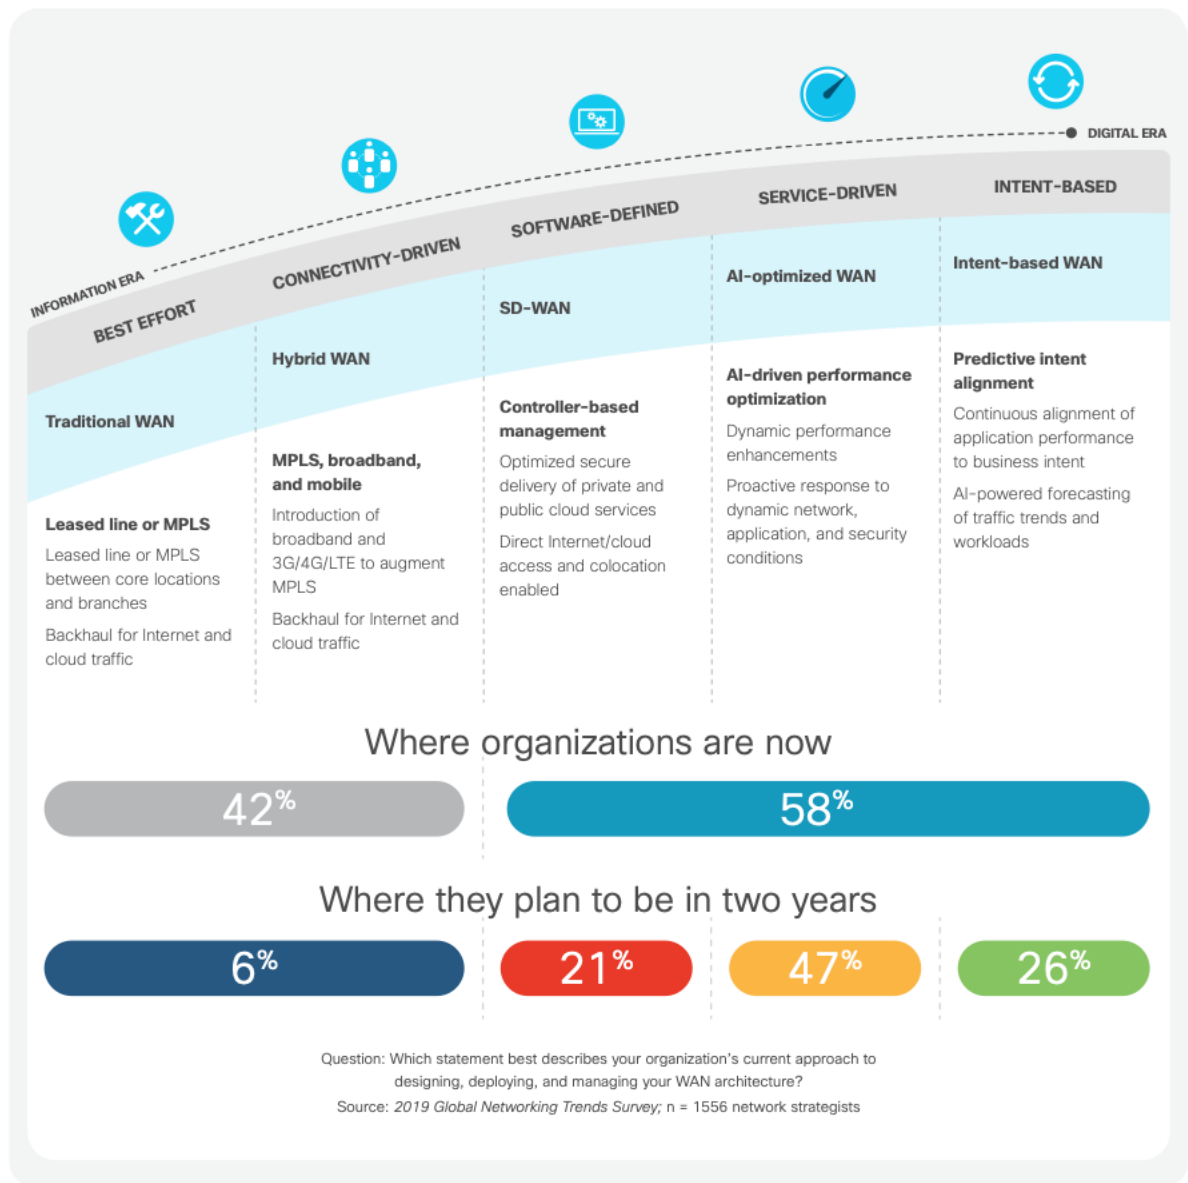 DIGITAL ERA
INFORMATION ERA
BEST EFFORT
CONNECTIVITY-DRIVEN
SOFTWARE-DEFINED
SERVICE-DRIVEN
INTENT-BASED
Traditional WAN
Leased line or MPLS
Leased line or MPLS
between core locations
and branches
Backhaul for Internet and
cloud traffic
Hybrid WAN
MPLS, broadband,
and mobile
Introduction of
broadband and
3G/4G/LTE to augment
MPLS
Backhaul for Internet and
cloud traffic
SD-WAN
Controller-based
management
Optimized secure
delivery of private and
public cloud services
Direct Internet/cloud
access and colocation
enabled
AI-optimized WAN
AI-driven performance
optimization
Dynamic performance
enhancements
Proactive response to
dynamic network,
application, and security
conditions
Intent-based WAN
Predictive intent
alignment
Continuous alignment of
application performance
to business intent
AI-powered forecasting
of traffic trends and
workloads
Where organizations are now
42%
58%
Where they plan to be in two years
6%
21%
47%
26%
Question: Which statement best describes your organization's current approach to
designing, deploying, and managing your WAN architecture?
Source: 2019 Global Networking Trends Survey; n = 1556 network strategists